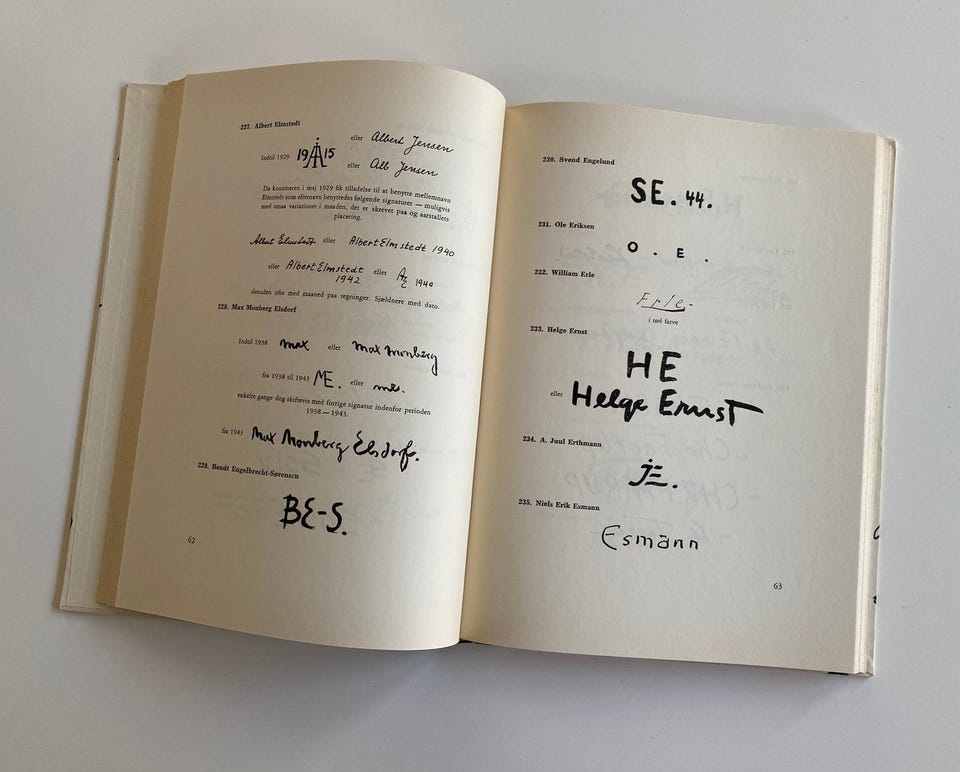 227. Albert Elmstedt
Indtil 1929 19 A 15 eller Albert Jensen
eller Alb Jensen
Da kunstneren i maj 1929 fik tilladelse til at benytte mellemnavn
Elmstedt som efternavn benyttedes følgende signaturer — muligvis
med smaa variationer i maaden, det er skrevet paa og aarstallets
placering.
Albert Elmstedt eller Albert Elmstedt 1940
eller Albert Elmstedt eller AE 1940
1942
desuden ofte med maaned paa tegninger. Sjældnere med dato.
228. Max Monberg Elsdorf
Indtil 1938 max eller max monberg
fra 1938 til 1943 ME. eller me.
enkelte gange dog skiftevis med forrige signatur indenfor perioden
1938 — 1943.
fra 1943 Max Monberg Elsdorf.
229. Bendt Engelbrecht-Sørensen
BE-S.
62
230. Svend Engelund
SE. 44.
231. Ole Eriksen
O. E.
232. William Erle
Erle-
i rød farve
233. Helge Ernst
HE
eller Helge Ernst
234. A. Juul Erthmann
jE.
235. Niels Erik Esmann
Esmann
63